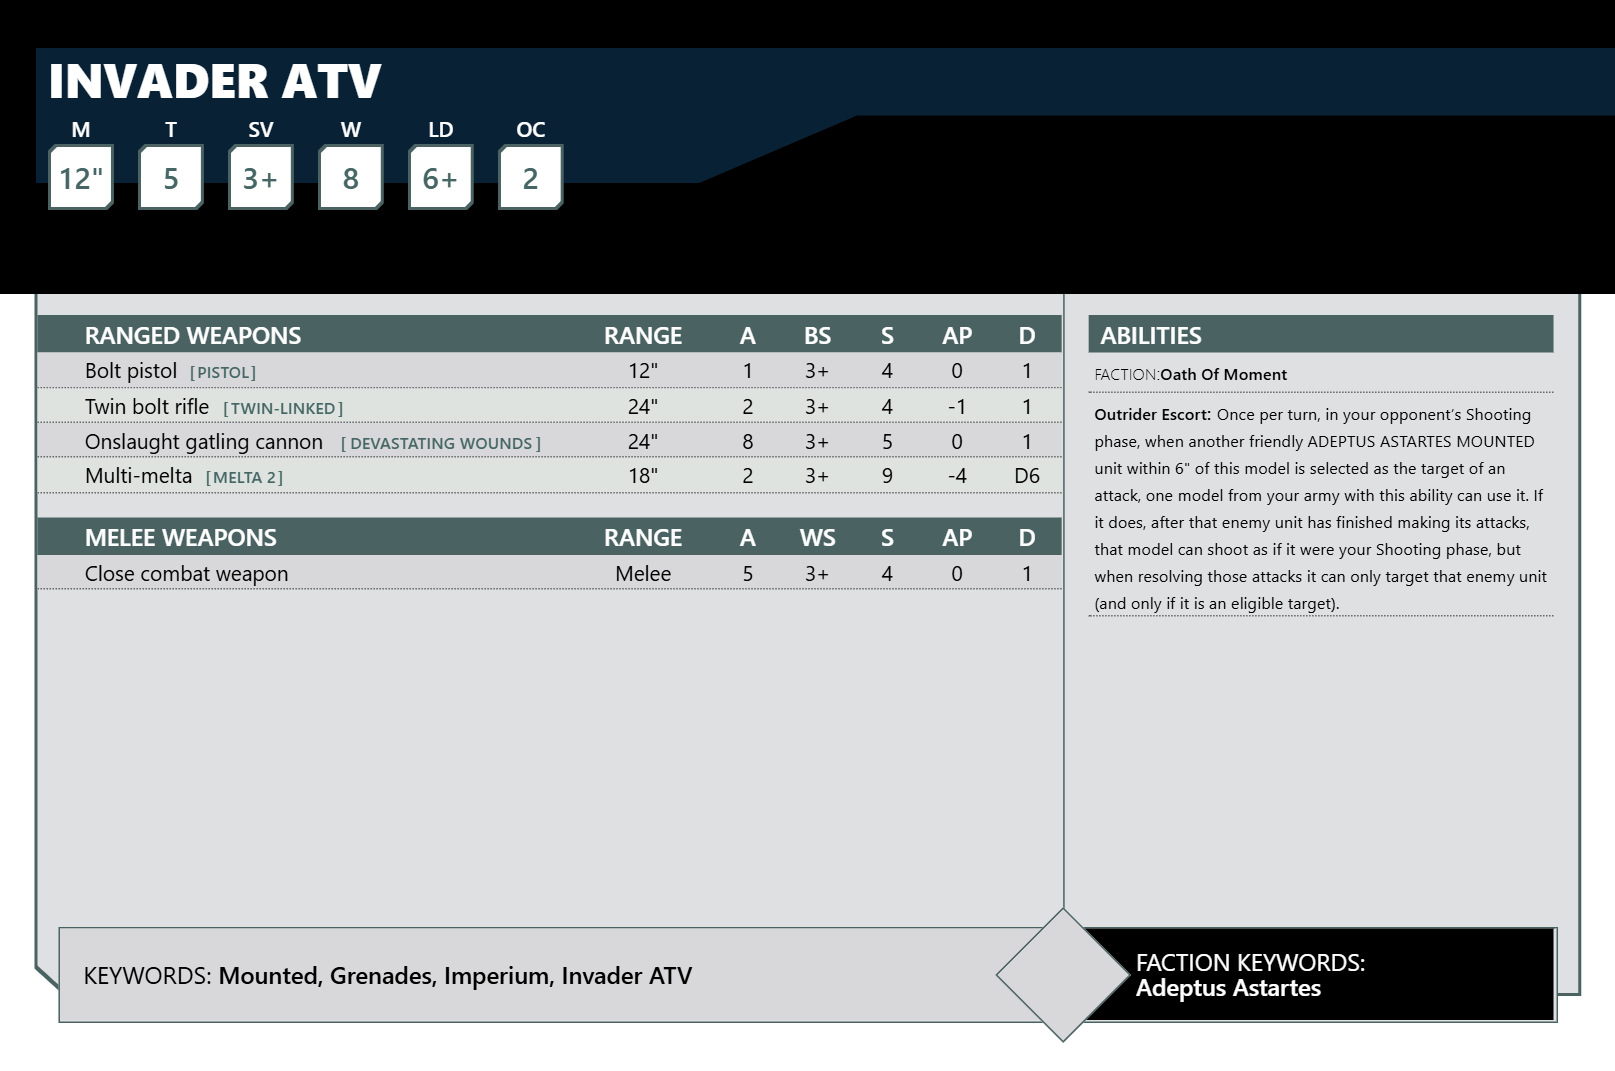 INVADER ATV
M T SV W LD OC
12" 5 3+ 8 6+ 2
RANGED WEAPONS RANGE A BS S AP D
Bolt pistol [PISTOL] 12" 1 3+ 4 0 1
Twin bolt rifle [TWIN-LINKED] 24" 2 3+ 4 -1 1
Onslaught gatling cannon [DEVASTATING WOUNDS] 24" 8 3+ 5 0 1
Multi-melta [MELTA 2] 18" 2 3+ 9 -4 D6
MELEE WEAPONS RANGE A WS S AP D
Close combat weapon Melee 5 3+ 4 0 1
ABILITIES
FACTION:Oath Of Moment
Outrider Escort: Once per turn, in your opponent's Shooting
phase, when another friendly ADEPTUS ASTARTES MOUNTED
unit within 6" of this model is selected as the target of an
attack, one model from your army with this ability can use it. If
it does, after that enemy unit has finished making its attacks,
that model can shoot as if it were your Shooting phase, but
when resolving those attacks it can only target that enemy unit
(and only if it is an eligible target).
KEYWORDS: Mounted, Grenades, Imperium, Invader ATV
FACTION KEYWORDS:
Adeptus Astartes